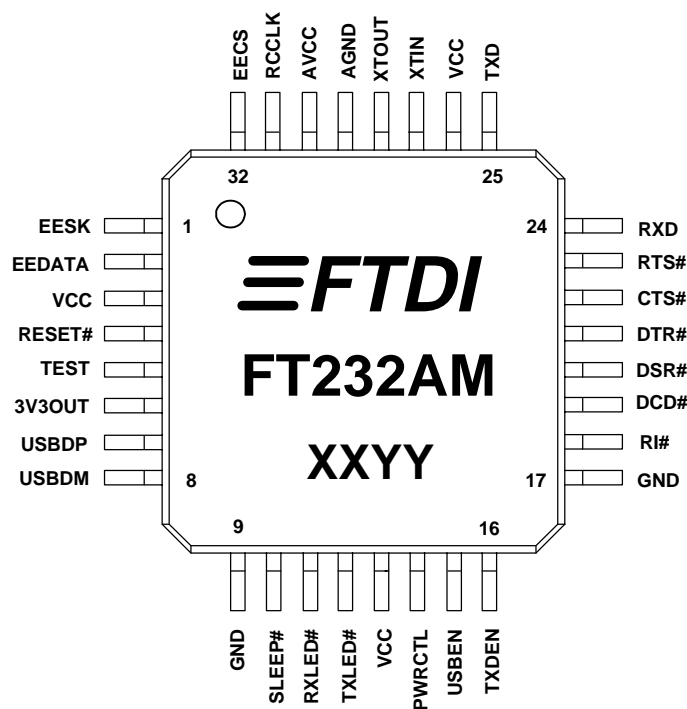 EECS
RCCLK
AVCC
AGND
XTOUT
XTIN
VCC
TXD
32
25
EESK
1
24
RXD
EEDATA
RTS#
VCC
CTS#
RESET#
DTR#
TEST
DSR#
3V3OUT
DCD#
USBDP
RI#
USBDM
8
17
GND
FTDI
FT232AM
XXYY
9
16
GND
SLEEP#
RXLED#
TXLED#
VCC
PWRCTL
USBEN
TXDEN